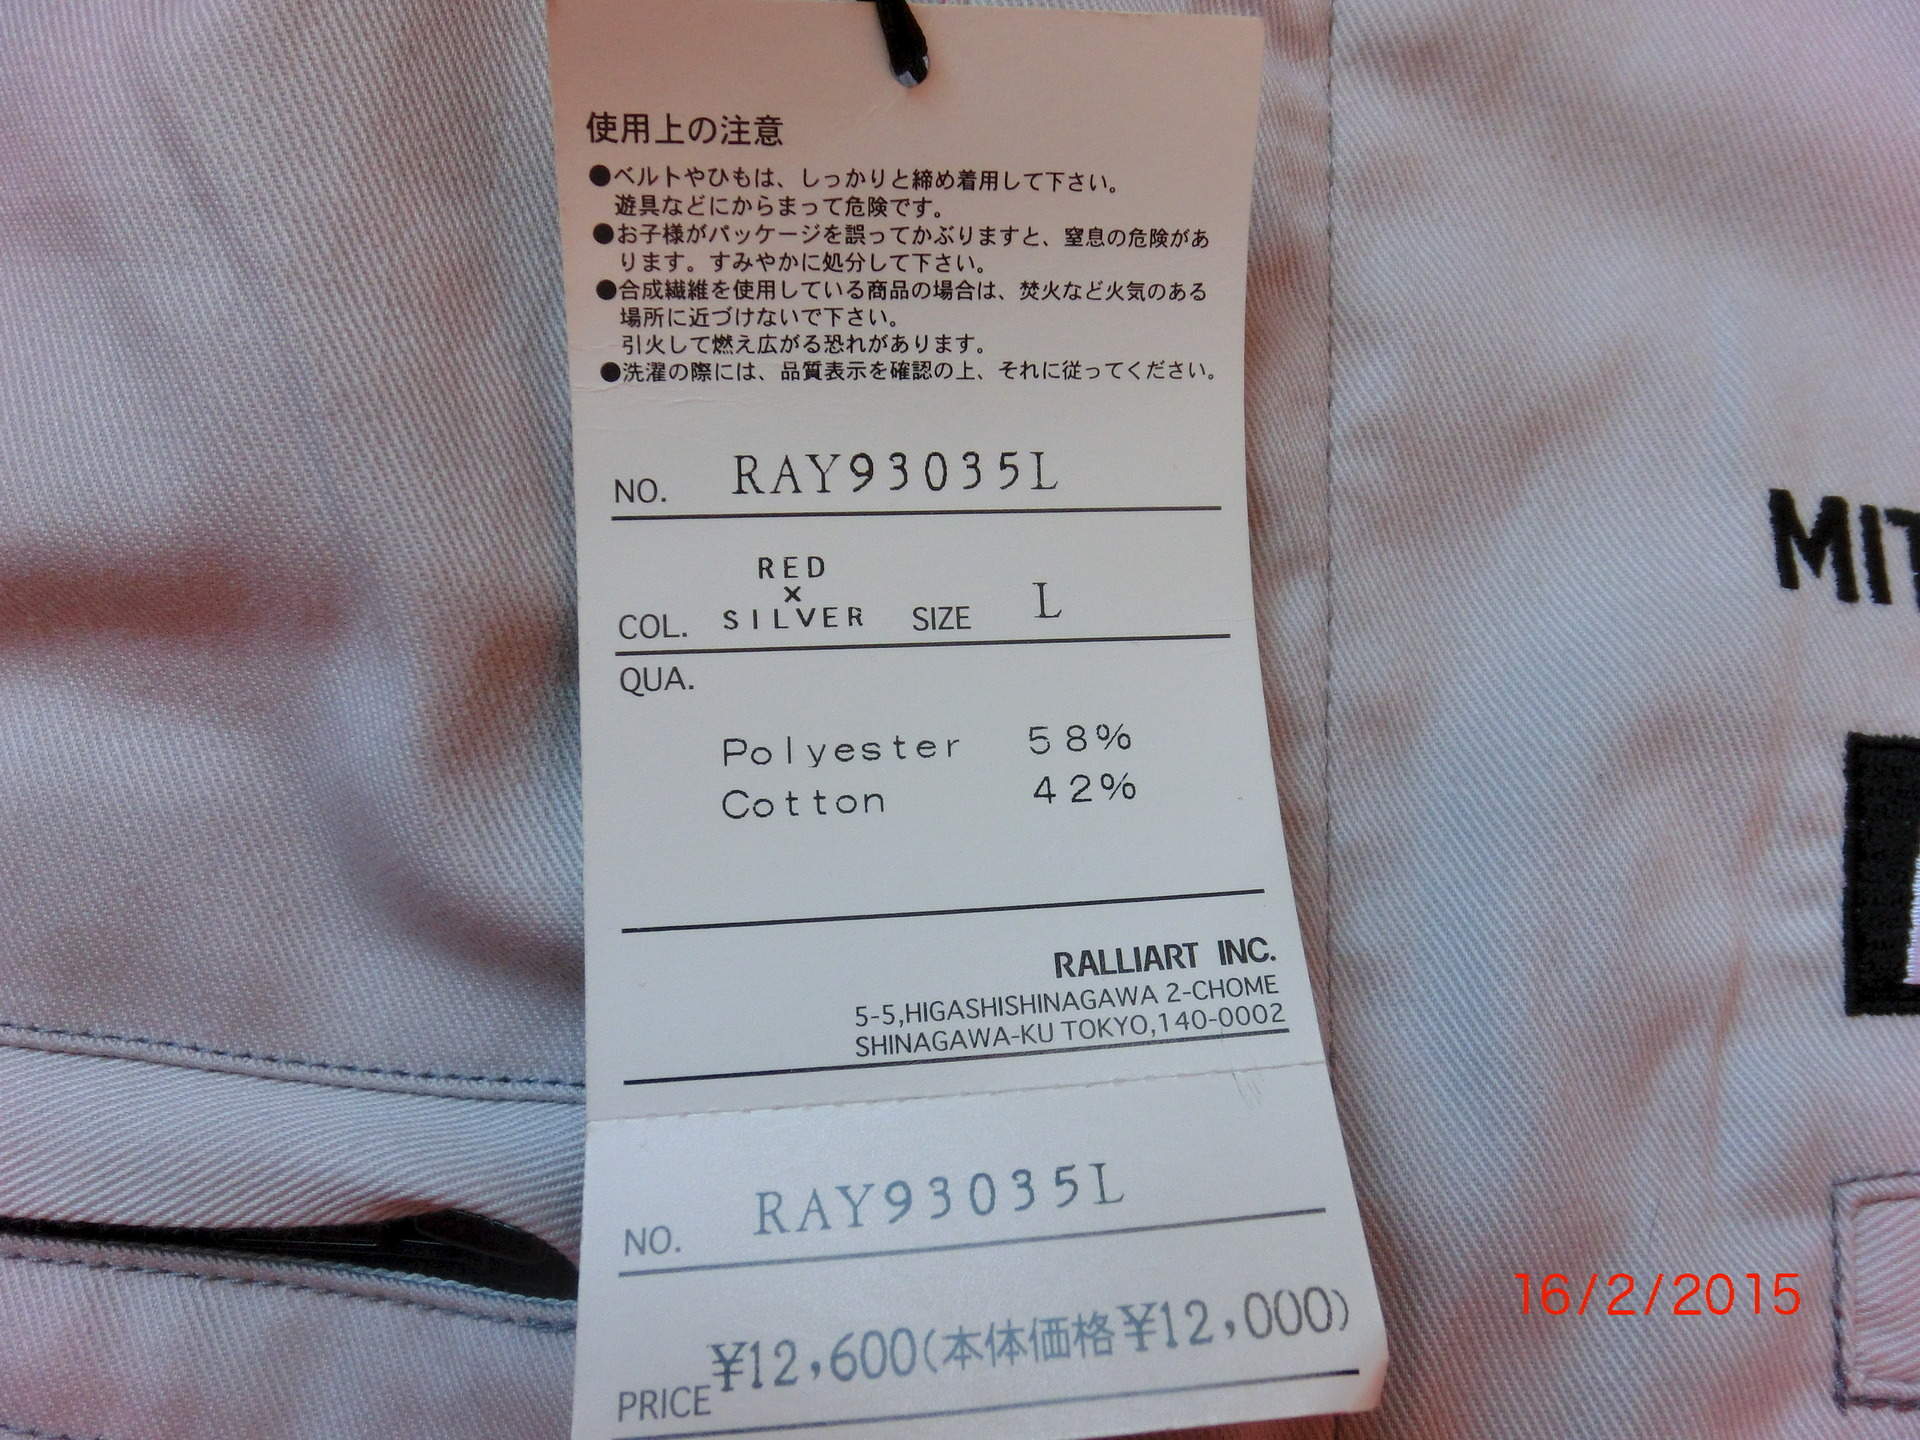 使用上の注意
●ベルトやひもは、しっかりと締め着用して下さい。
遊具などにからまって危険です。
●お子様がパッケージを誤ってかぶりますと、窒息の危険があ
ります。すみやかに処分して下さい。
●合成繊維を使用している商品の場合は、焚火など火気のある
場所に近づけないで下さい。
引火して燃え広がる恐れがあります。
●洗濯の際には、品質表示を確認の上、それに従ってください。
NO. RAY93035L
RED
×
COL. SILVER SIZE L
QUA.
Polyester 58%
Cotton 42%
RALLIART INC.
5-5,HIGASHISHINAGAWA 2-CHOME
SHINAGAWA-KU TOKYO,140-0002
NO. RAY93035L
PRICE ¥12,600(本体価格¥12,000)
MIT
16/2/2015